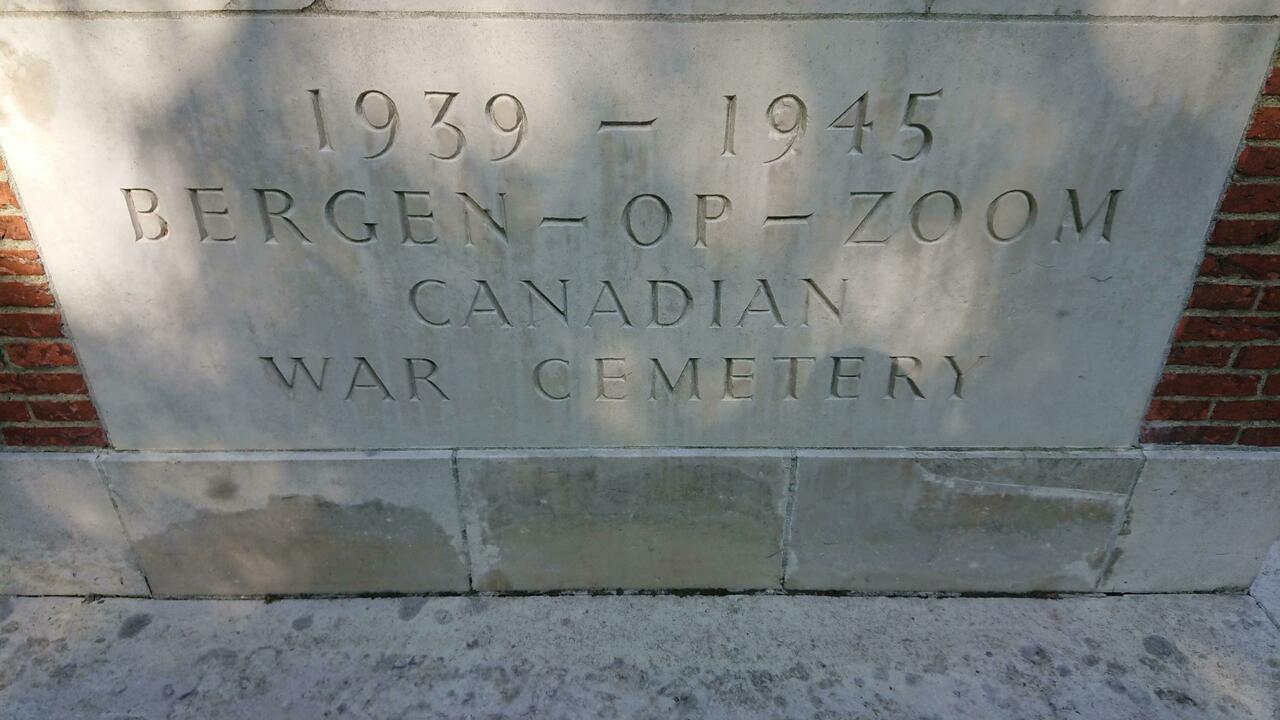 1939 — 1945
BERGEN – OP – ZOOM
CANADIAN
WAR CEMETERY